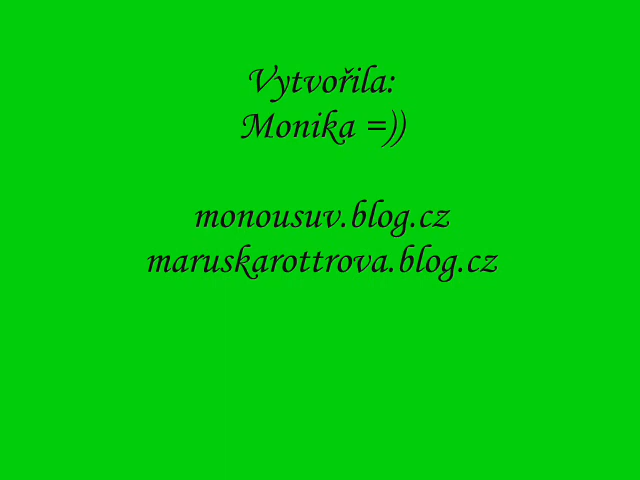 Vytvořila:
Monika =))
monousuv.blog.cz
maruskarottrova.blog.cz